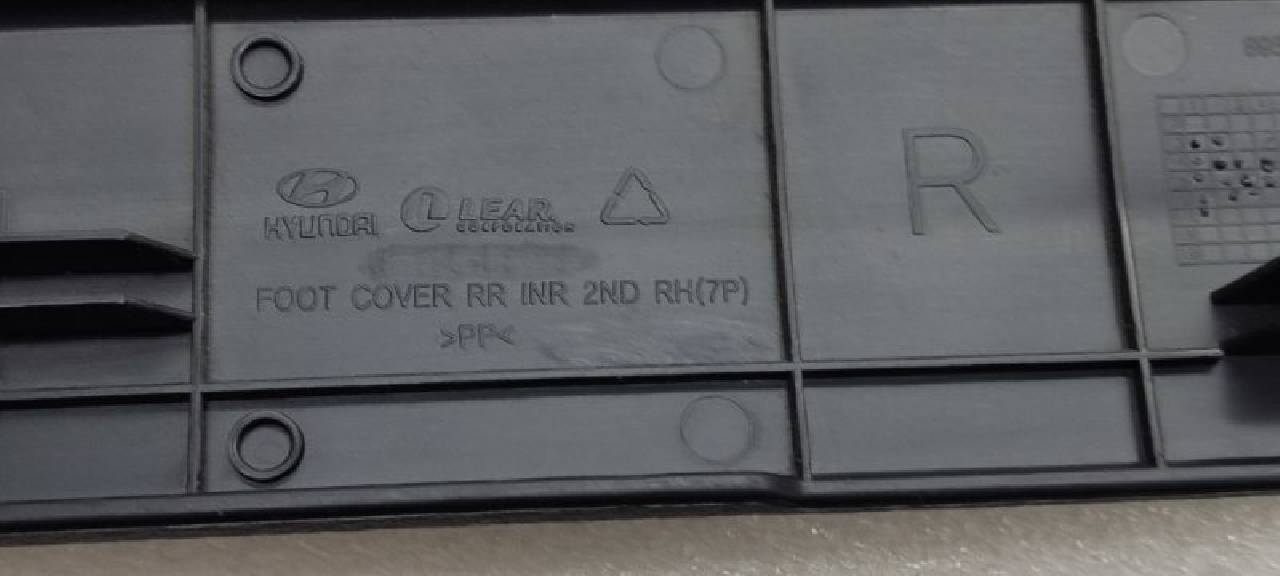 HYUNDAI
LEAR.
CORPORATION
FOOT COVER RR INR 2ND RH(7P)
>PP<
R